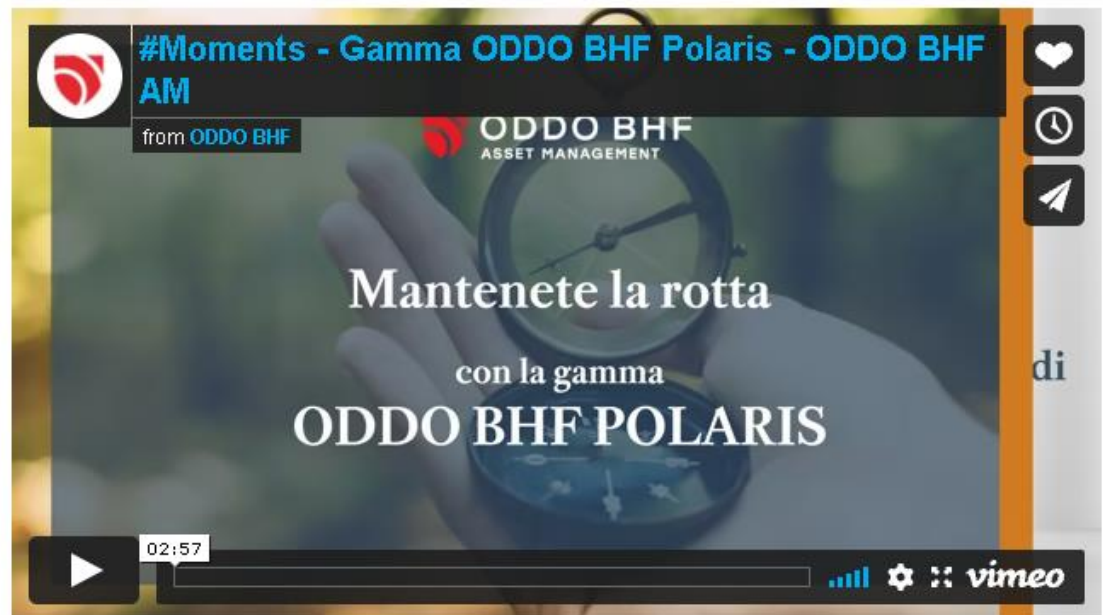 #Moments - Gamma ODDO BHF Polaris - ODDO BHF
AM
from ODDO BHF
ODDO BHF
ASSET MANAGEMENT
Mantenete la rotta
di
con la gamma
ODDO BHF POLARIS
02:57
vimeo